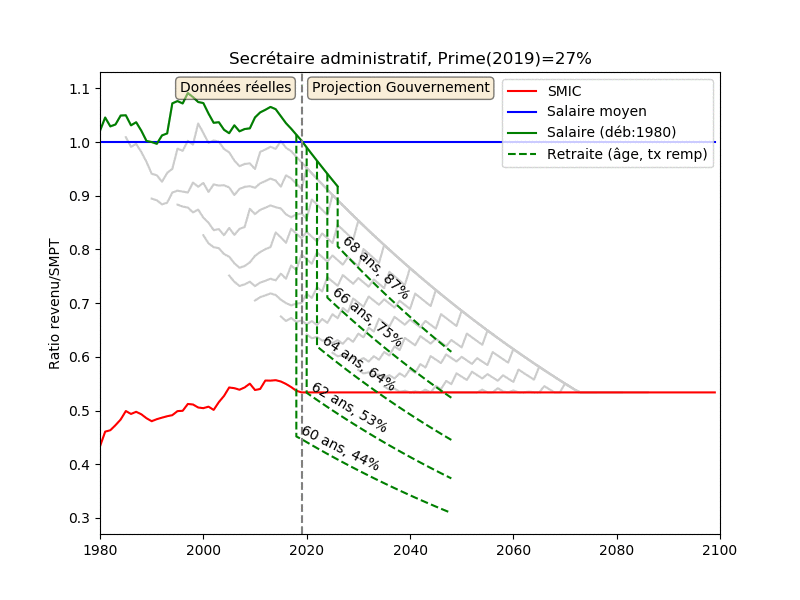 Secrétaire administratif, Prime(2019)=27%
Données réelles
Projection Gouvernement
SMIC
Salaire moyen
Salaire (déb:1980)
Retraite (âge, tx remp)
Ratio revenu/SMPT
1.1
1.0
0.9
0.8
0.7
0.6
0.5
0.4
0.3
68 ans, 87%
66 ans, 75%
64 ans, 64%
62 ans, 53%
60 ans, 44%
1980
2000
2020
2040
2060
2080
2100